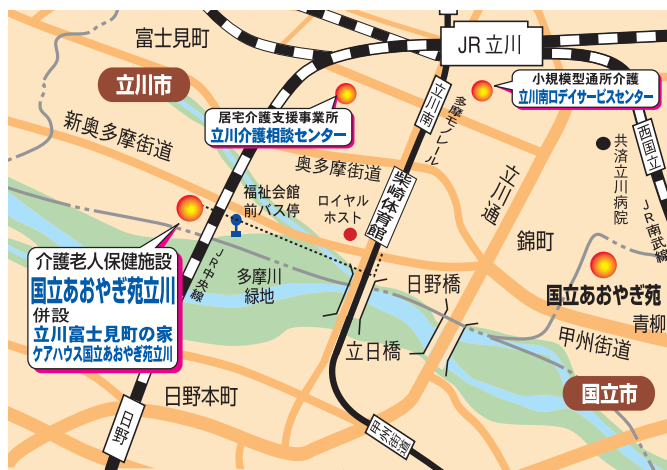 富士見町
JR 立川
立川市
居宅介護支援事業所
立川介護相談センター
立川南
多摩モノレール
小規模型通所介護
立川南口デイサービスセンター
新奥多摩街道
奥多摩街道
立川通
共済立川病院
西国立
JR南武線
福祉会館
前バス停
ロイヤル
ホスト
柴崎体育館
錦町
介護老人保健施設
国立あおやぎ苑立川
併設
立川富士見町の家
ケアハウス国立あおやぎ苑立川
JR中央線
多摩川
緑地
日野橋
国立あおやぎ苑
青柳
甲州街道
立日橋
国立市
日野本町
日野
甲州街道